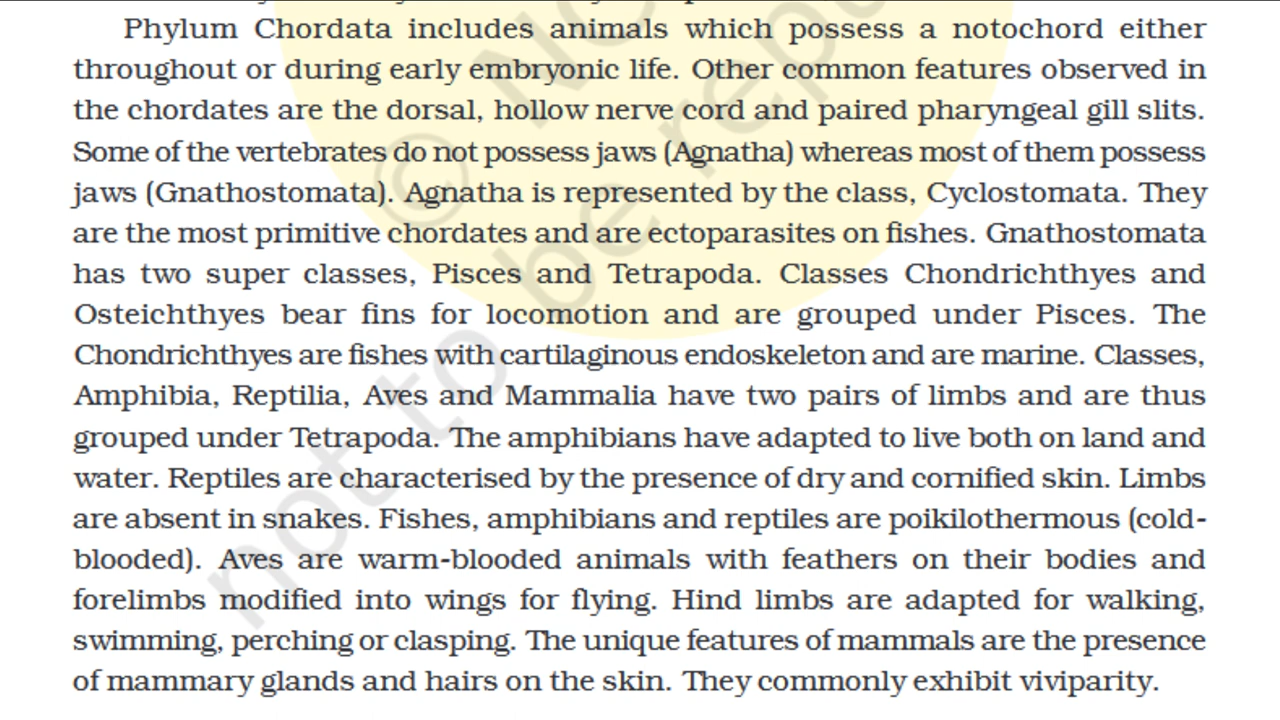 Phylum Chordata includes animals which possess a notochord either
throughout or during early embryonic life. Other common features observed in
the chordates are the dorsal, hollow nerve cord and paired pharyngeal gill slits.
Some of the vertebrates do not possess jaws (Agnatha) whereas most of them possess
jaws (Gnathostomata). Agnatha is represented by the class, Cyclostomata. They
are the most primitive chordates and are ectoparasites on fishes. Gnathostomata
has two super classes, Pisces and Tetrapoda. Classes Chondrichthyes and
Osteichthyes bear fins for locomotion and are grouped under Pisces. The
Chondrichthyes are fishes with cartilaginous endoskeleton and are marine. Classes,
Amphibia, Reptilia, Aves and Mammalia have two pairs of limbs and are thus
grouped under Tetrapoda. The amphibians have adapted to live both on land and
water. Reptiles are characterised by the presence of dry and cornified skin. Limbs
are absent in snakes. Fishes, amphibians and reptiles are poikilothermous (cold-
blooded). Aves are warm-blooded animals with feathers on their bodies and
forelimbs modified into wings for flying. Hind limbs are adapted for walking,
swimming, perching or clasping. The unique features of mammals are the presence
of mammary glands and hairs on the skin. They commonly exhibit viviparity.
© NC
not to be rep